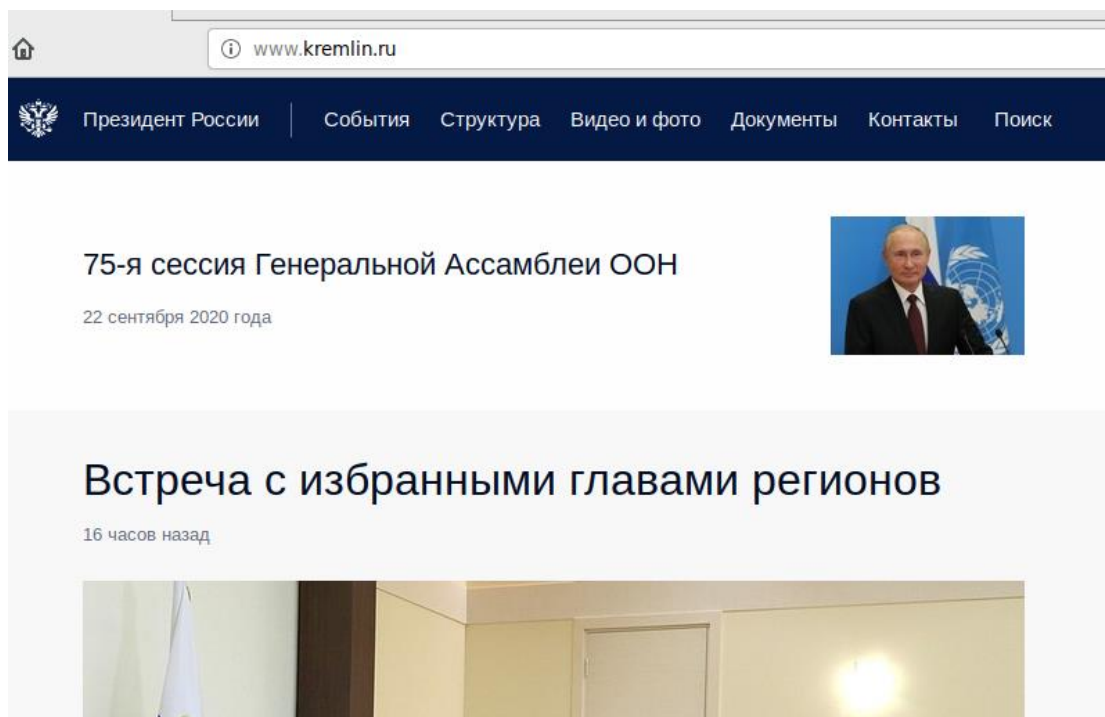 www.kremlin.ru
Президент России События Структура Видео и фото Документы Контакты Поиск
75-я сессия Генеральной Ассамблеи ООН
22 сентября 2020 года
Встреча с избранными главами регионов
16 часов назад